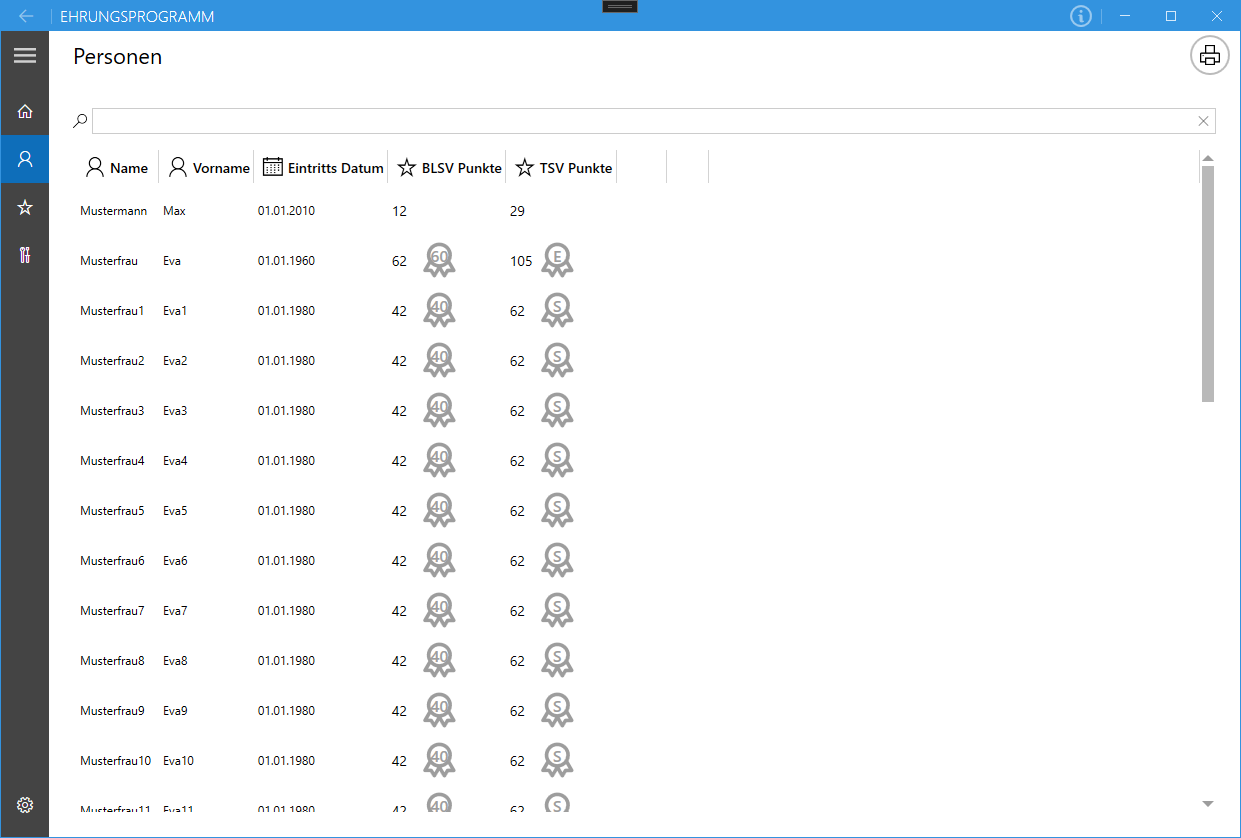 EHRUNGSPROGRAMM
Personen
Name Vorname Eintritts Datum BLSV Punkte TSV Punkte
Mustermann Max 01.01.2010 12 29
Musterfrau Eva 01.01.1960 62 60 105 E
Musterfrau1 Eva1 01.01.1980 42 40 62 S
Musterfrau2 Eva2 01.01.1980 42 40 62 S
Musterfrau3 Eva3 01.01.1980 42 40 62 S
Musterfrau4 Eva4 01.01.1980 42 40 62 S
Musterfrau5 Eva5 01.01.1980 42 40 62 S
Musterfrau6 Eva6 01.01.1980 42 40 62 S
Musterfrau7 Eva7 01.01.1980 42 40 62 S
Musterfrau8 Eva8 01.01.1980 42 40 62 S
Musterfrau9 Eva9 01.01.1980 42 40 62 S
Musterfrau10 Eva10 01.01.1980 42 40 62 S
Musterfrau11 Eva11 01.01.1980 42 40 62 S